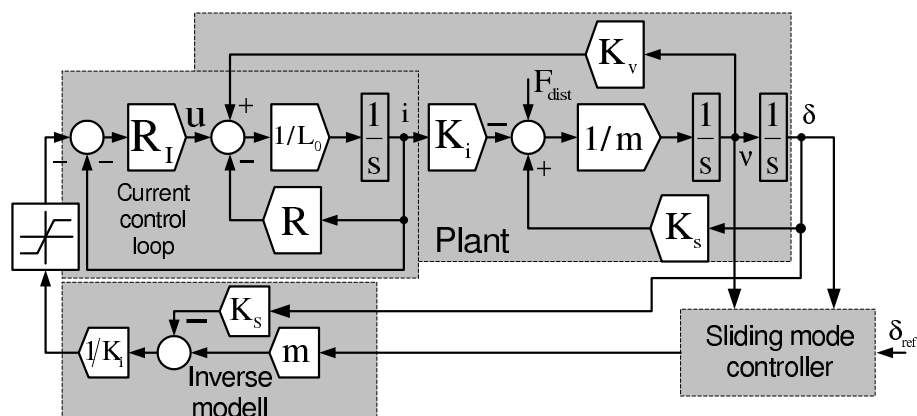 K_v
F_dist
+
u
i
δ
R_I
1/L_0
1
s
K_i
1/m
1
s
1
s
ν
−
−
−
−
+
Current
control
loop
R
Plant
K_s
K_S
−
δ_ref
1/K_i
m
Sliding mode
controller
Inverse
modell